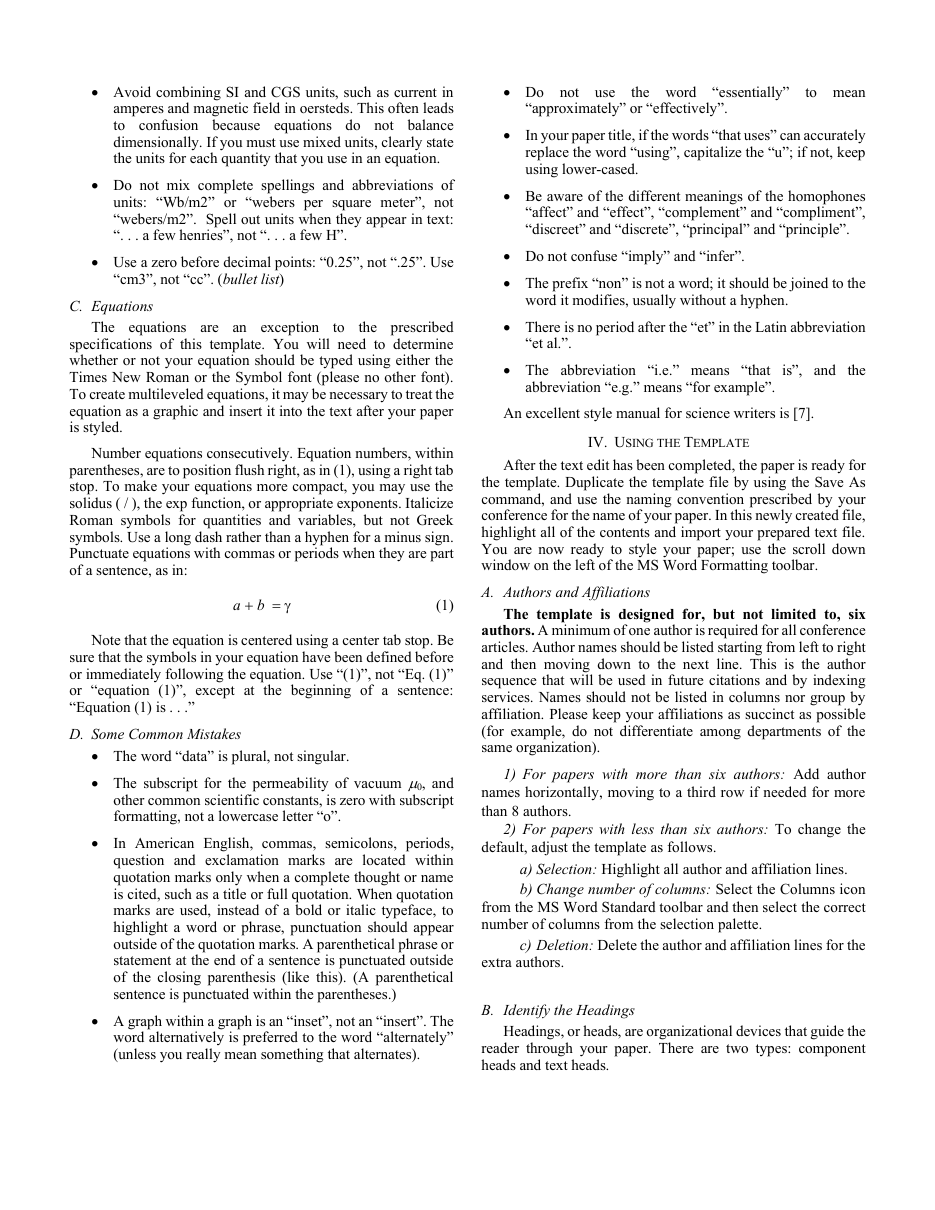 • Avoid combining SI and CGS units, such as current in
amperes and magnetic field in oersteds. This often leads
to confusion because equations do not balance
dimensionally. If you must use mixed units, clearly state
the units for each quantity that you use in an equation.
• Do not mix complete spellings and abbreviations of
units: “Wb/m2” or “webers per square meter”, not
“webers/m2”.  Spell out units when they appear in text:
“. . . a few henries”, not “. . . a few H”.
• Use a zero before decimal points: “0.25”, not “.25”. Use
“cm3”, not “cc”. (bullet list)
C. Equations
The equations are an exception to the prescribed
specifications of this template. You will need to determine
whether or not your equation should be typed using either the
Times New Roman or the Symbol font (please no other font).
To create multileveled equations, it may be necessary to treat the
equation as a graphic and insert it into the text after your paper
is styled.
Number equations consecutively. Equation numbers, within
parentheses, are to position flush right, as in (1), using a right tab
stop. To make your equations more compact, you may use the
solidus ( / ), the exp function, or appropriate exponents. Italicize
Roman symbols for quantities and variables, but not Greek
symbols. Use a long dash rather than a hyphen for a minus sign.
Punctuate equations with commas or periods when they are part
of a sentence, as in:
a + b = γ (1)
Note that the equation is centered using a center tab stop. Be
sure that the symbols in your equation have been defined before
or immediately following the equation. Use “(1)”, not “Eq. (1)”
or “equation (1)”, except at the beginning of a sentence:
“Equation (1) is . . .”
D. Some Common Mistakes
• The word “data” is plural, not singular.
• The subscript for the permeability of vacuum μ0, and
other common scientific constants, is zero with subscript
formatting, not a lowercase letter “o”.
• In American English, commas, semicolons, periods,
question and exclamation marks are located within
quotation marks only when a complete thought or name
is cited, such as a title or full quotation. When quotation
marks are used, instead of a bold or italic typeface, to
highlight a word or phrase, punctuation should appear
outside of the quotation marks. A parenthetical phrase or
statement at the end of a sentence is punctuated outside
of the closing parenthesis (like this). (A parenthetical
sentence is punctuated within the parentheses.)
• A graph within a graph is an “inset”, not an “insert”. The
word alternatively is preferred to the word “alternately”
(unless you really mean something that alternates).
• Do not use the word “essentially” to mean
“approximately” or “effectively”.
• In your paper title, if the words “that uses” can accurately
replace the word “using”, capitalize the “u”; if not, keep
using lower-cased.
• Be aware of the different meanings of the homophones
“affect” and “effect”, “complement” and “compliment”,
“discreet” and “discrete”, “principal” and “principle”.
• Do not confuse “imply” and “infer”.
• The prefix “non” is not a word; it should be joined to the
word it modifies, usually without a hyphen.
• There is no period after the “et” in the Latin abbreviation
“et al.”.
• The abbreviation “i.e.” means “that is”, and the
abbreviation “e.g.” means “for example”.
An excellent style manual for science writers is [7].
IV. USING THE TEMPLATE
After the text edit has been completed, the paper is ready for
the template. Duplicate the template file by using the Save As
command, and use the naming convention prescribed by your
conference for the name of your paper. In this newly created file,
highlight all of the contents and import your prepared text file.
You are now ready to style your paper; use the scroll down
window on the left of the MS Word Formatting toolbar.
A. Authors and Affiliations
The template is designed for, but not limited to, six
authors. A minimum of one author is required for all conference
articles. Author names should be listed starting from left to right
and then moving down to the next line. This is the author
sequence that will be used in future citations and by indexing
services. Names should not be listed in columns nor group by
affiliation. Please keep your affiliations as succinct as possible
(for example, do not differentiate among departments of the
same organization).
1) For papers with more than six authors: Add author
names horizontally, moving to a third row if needed for more
than 8 authors.
2) For papers with less than six authors: To change the
default, adjust the template as follows.
a) Selection: Highlight all author and affiliation lines.
b) Change number of columns: Select the Columns icon
from the MS Word Standard toolbar and then select the correct
number of columns from the selection palette.
c) Deletion: Delete the author and affiliation lines for the
extra authors.
B. Identify the Headings
Headings, or heads, are organizational devices that guide the
reader through your paper. There are two types: component
heads and text heads.